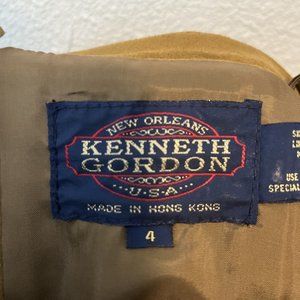 NEW ORLEANS
KENNETH
GORDON
U·S·A
MADE IN HONG KONG
4
USE
SPECIAL